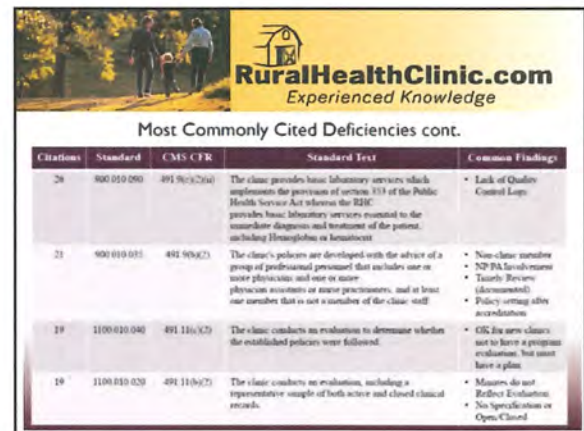 RuralHealthClinic.com
Experienced Knowledge
Most Commonly Cited Deficiencies cont.
Citations Standard CMS CFR Standard Text Common Findings
900.010.090 491.9(c)(2)(ii) The clinic provides basic laboratory services which • Lack of Quality
implements the provision of section 353 of the Public Control Logs
Health Service Act whereas the RHC
provides basic laboratory services essential to the
immediate diagnosis and treatment of the patient,
including Hemoglobin or hematocrit
21 900.010.035 491.9(b)(2) The clinic's policies are developed with the advice of a • Non-clinic member
group of professional personnel that includes one or • NP PA Involvement
more physicians and one or more • Timely Review
physician assistants or nurse practitioners, and at least (documented)
one member that is not a member of the clinic staff • Policy setting after
accreditation
19 1100.010.040 491.11(c)(2) The clinic conducts an evaluation to determine whether • OK for new clinics
the established policies were followed. not to have a program
evaluation, but must
have a plan
19 1100.010.020 491.11(b)(2) The clinic conducts an evaluation, including a • Minutes do not
representative sample of both active and closed clinical Reflect Evaluation
records. • No Specification or
Open/Closed